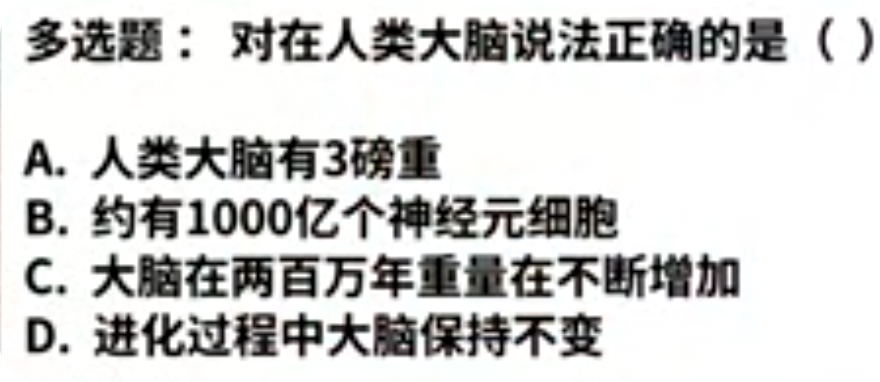 多选题： 对在人类大脑说法正确的是（ ）
A. 人类大脑有3磅重
B. 约有1000亿个神经元细胞
C. 大脑在两百万年重量在不断增加
D. 进化过程中大脑保持不变